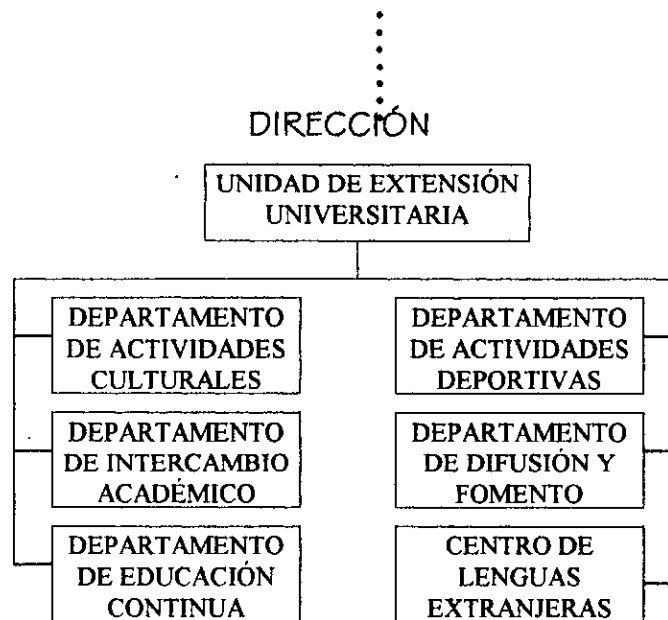 DIRECCIÓN
UNIDAD DE EXTENSIÓN
UNIVERSITARIA
DEPARTAMENTO
DE ACTIVIDADES
CULTURALES
DEPARTAMENTO
DE ACTIVIDADES
DEPORTIVAS
DEPARTAMENTO
DE INTERCAMBIO
ACADÉMICO
DEPARTAMENTO
DE DIFUSIÓN Y
FOMENTO
DEPARTAMENTO
DE EDUCACIÓN
CONTINUA
CENTRO DE
LENGUAS
EXTRANJERAS